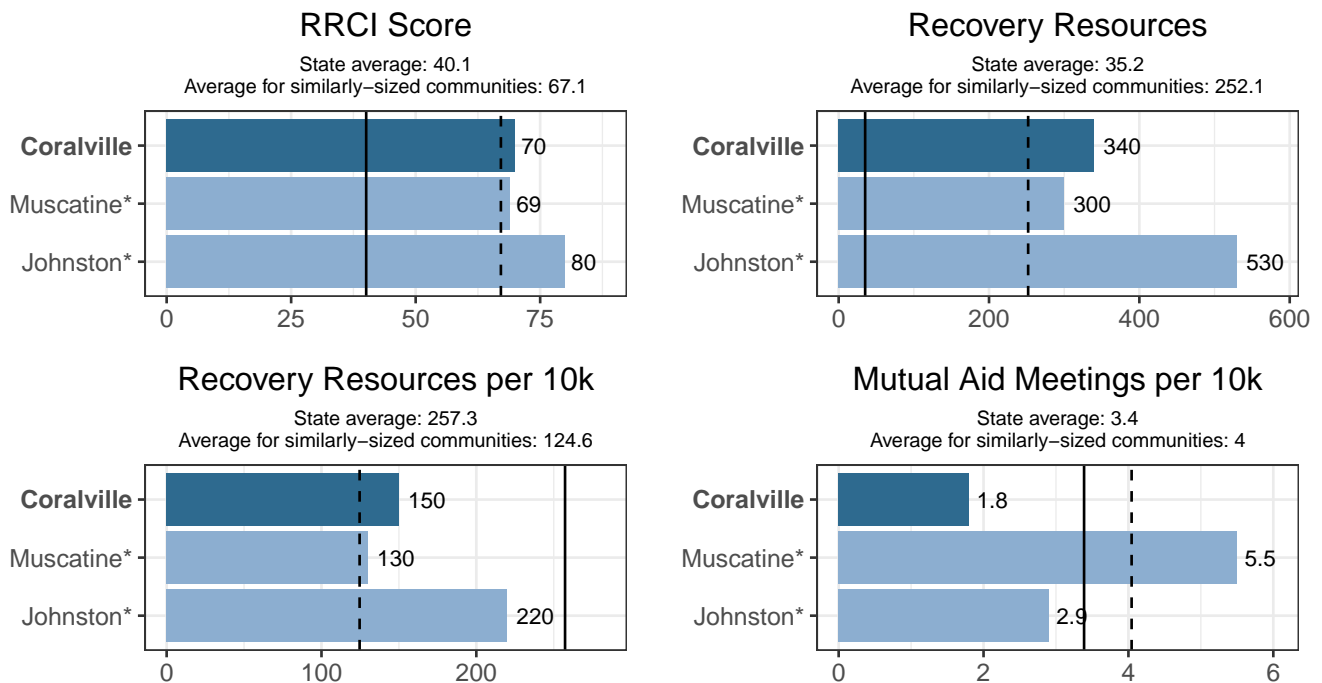 RRCI Score
State average: 40.1
Average for similarly−sized communities: 67.1
Coralville
70
Muscatine*
69
Johnston*
80
0 25 50 75
Recovery Resources
State average: 35.2
Average for similarly−sized communities: 252.1
Coralville
340
Muscatine*
300
Johnston*
530
0 200 400 600
Recovery Resources per 10k
State average: 257.3
Average for similarly−sized communities: 124.6
Coralville
150
Muscatine*
130
Johnston*
220
0 100 200
Mutual Aid Meetings per 10k
State average: 3.4
Average for similarly−sized communities: 4
Coralville
1.8
Muscatine*
5.5
Johnston*
2.9
0 2 4 6